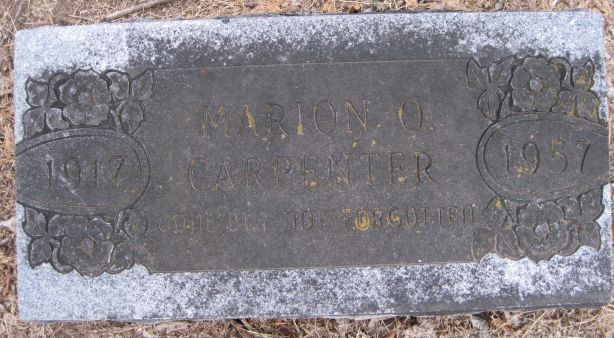 MARION O.
CARPENTER
1917
1957
GONE BUT NOT FORGOTTEN